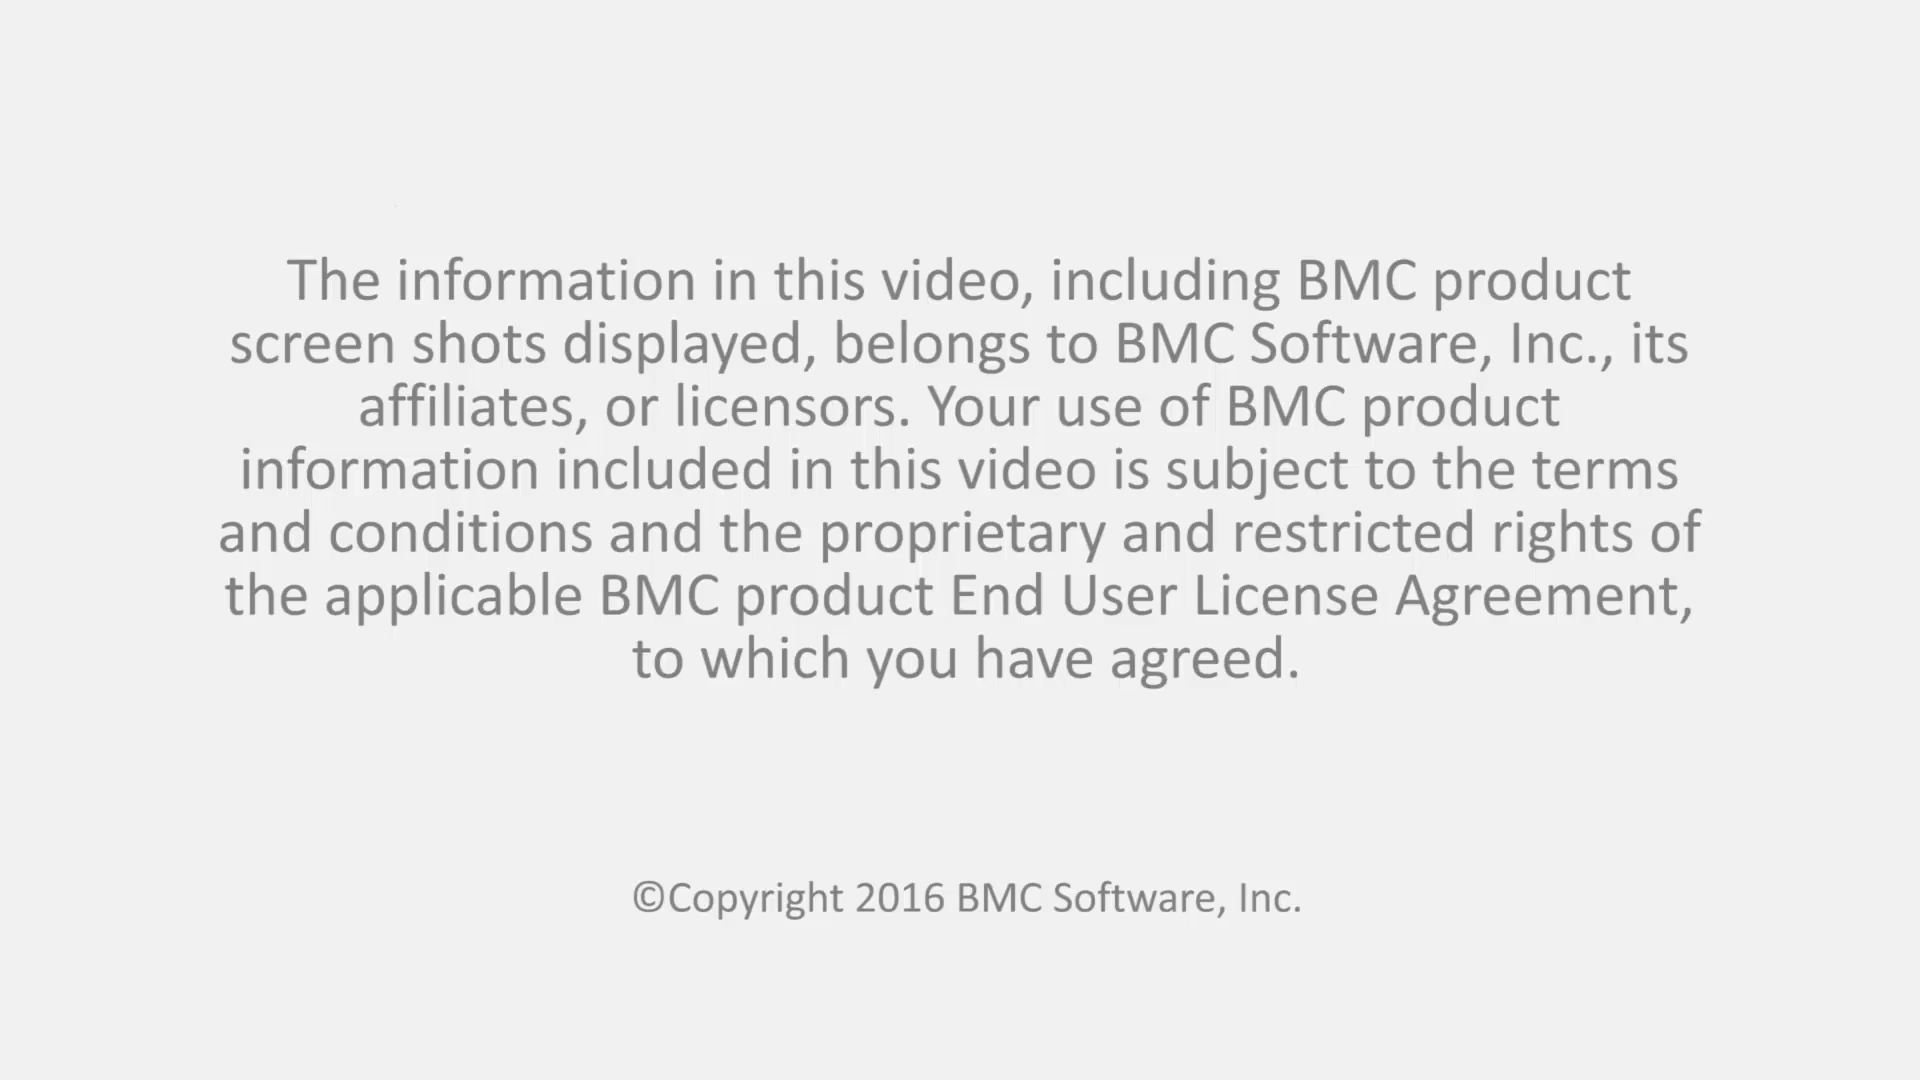 The information in this video, including BMC product
screen shots displayed, belongs to BMC Software, Inc., its
affiliates, or licensors. Your use of BMC product
information included in this video is subject to the terms
and conditions and the proprietary and restricted rights of
the applicable BMC product End User License Agreement,
to which you have agreed.
©Copyright 2016 BMC Software, Inc.